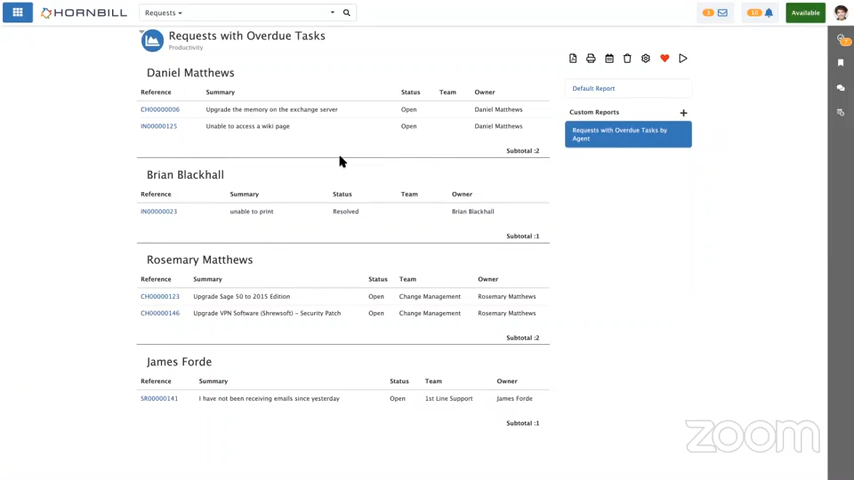 HORNBILL Requests 10 Available
Requests with Overdue Tasks
Productivity
Daniel Matthews
Reference Summary Status Team Owner
CH00000006 Upgrade the memory on the exchange server Open Daniel Matthews
IN00000125 Unable to access a wiki page Open Daniel Matthews
Subtotal :2
Brian Blackhall
Reference Summary Status Team Owner
IN00000023 unable to print Resolved Brian Blackhall
Subtotal :1
Rosemary Matthews
Reference Summary Status Team Owner
CH00000123 Upgrade Sage 50 to 2015 Edition Open Change Management Rosemary Matthews
CH00000146 Upgrade VPN Software (Shrewsoft) - Security Patch Open Change Management Rosemary Matthews
Subtotal :2
James Forde
Reference Summary Status Team Owner
SR00000141 I have not been receiving emails since yesterday Open 1st Line Support James Forde
Subtotal :1
Default Report
Custom Reports
Requests with Overdue Tasks by
Agent
zoom